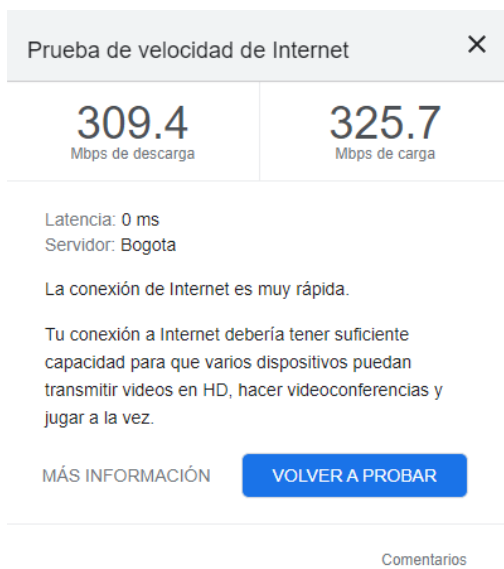 Prueba de velocidad de Internet
309.4
Mbps de descarga
325.7
Mbps de carga
Latencia: 0 ms
Servidor: Bogota
La conexión de Internet es muy rápida.
Tu conexión a Internet debería tener suficiente
capacidad para que varios dispositivos puedan
transmitir videos en HD, hacer videoconferencias y
jugar a la vez.
MÁS INFORMACIÓN
VOLVER A PROBAR
Comentarios